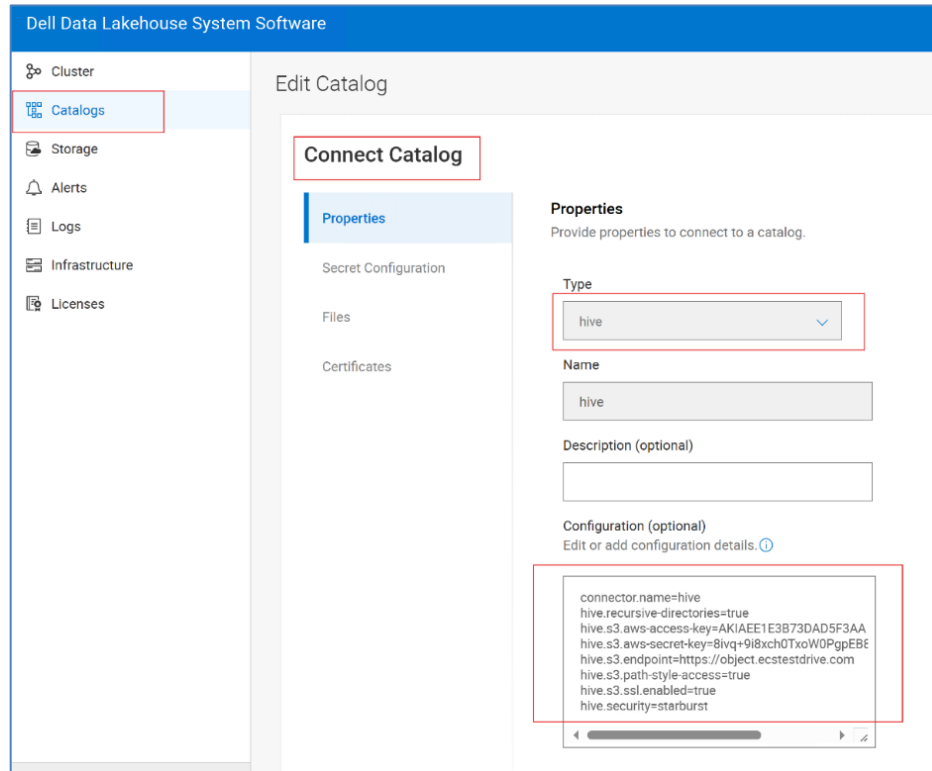 Dell Data Lakehouse System Software
Cluster
Catalogs
Storage
Alerts
Logs
Infrastructure
Licenses
Edit Catalog
Connect Catalog
Properties
Secret Configuration
Files
Certificates
Properties
Provide properties to connect to a catalog.
Type
hive
Name
hive
Description (optional)
Configuration (optional)
Edit or add configuration details.
connector.name=hive
hive.recursive-directories=true
hive.s3.aws-access-key=AKIAEE1E3B73DAD5F3AA
hive.s3.aws-secret-key=8ivq+9i8xch0TxoW0PgpEB8
hive.s3.endpoint=https://object.ecstestdrive.com
hive.s3.path-style-access=true
hive.s3.ssl.enabled=true
hive.security=starburst